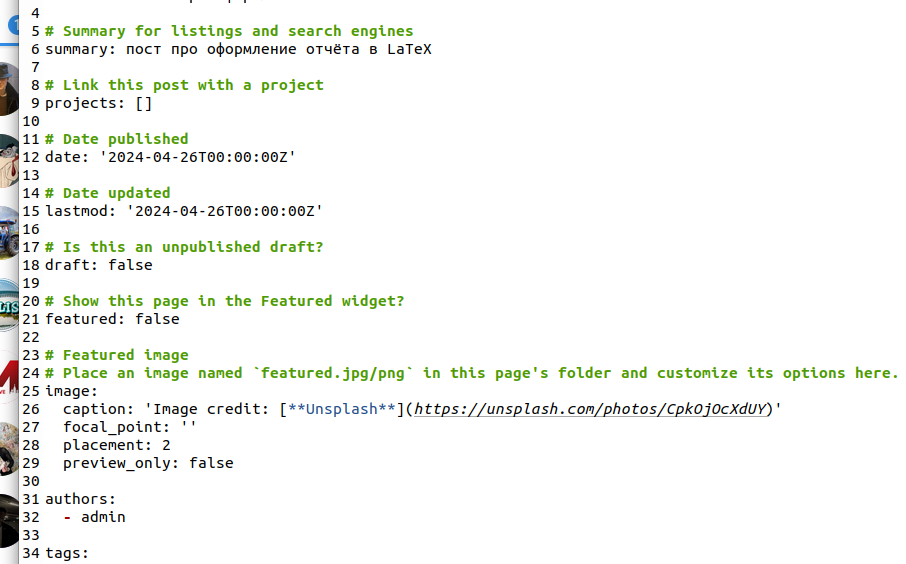 4
5 # Summary for listings and search engines
6 summary: пост про оформление отчёта в LaTeX
7
8 # Link this post with a project
9 projects: []
10
11 # Date published
12 date: '2024-04-26T00:00:00Z'
13
14 # Date updated
15 lastmod: '2024-04-26T00:00:00Z'
16
17 # Is this an unpublished draft?
18 draft: false
19
20 # Show this page in the Featured widget?
21 featured: false
22
23 # Featured image
24 # Place an image named `featured.jpg/png` in this page's folder and customize its options here.
25 image:
26   caption: 'Image credit: [**Unsplash**](https://unsplash.com/photos/CpkOjOcXdUY)'
27   focal_point: ''
28   placement: 2
29   preview_only: false
30
31 authors:
32   - admin
33
34 tags: